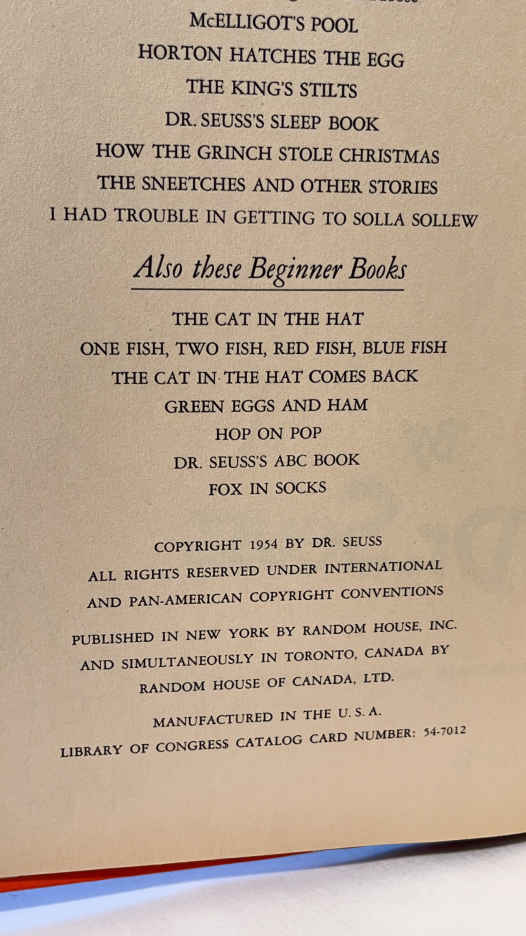 McELLIGOT'S POOL
HORTON HATCHES THE EGG
THE KING'S STILTS
DR. SEUSS'S SLEEP BOOK
HOW THE GRINCH STOLE CHRISTMAS
THE SNEETCHES AND OTHER STORIES
I HAD TROUBLE IN GETTING TO SOLLA SOLLEW
Also these Beginner Books
THE CAT IN THE HAT
ONE FISH, TWO FISH, RED FISH, BLUE FISH
THE CAT IN THE HAT COMES BACK
GREEN EGGS AND HAM
HOP ON POP
DR. SEUSS'S ABC BOOK
FOX IN SOCKS
COPYRIGHT 1954 BY DR. SEUSS
ALL RIGHTS RESERVED UNDER INTERNATIONAL
AND PAN-AMERICAN COPYRIGHT CONVENTIONS
PUBLISHED IN NEW YORK BY RANDOM HOUSE, INC.
AND SIMULTANEOUSLY IN TORONTO, CANADA BY
RANDOM HOUSE OF CANADA, LTD.
MANUFACTURED IN THE U. S. A.
LIBRARY OF CONGRESS CATALOG CARD NUMBER: 54-7012